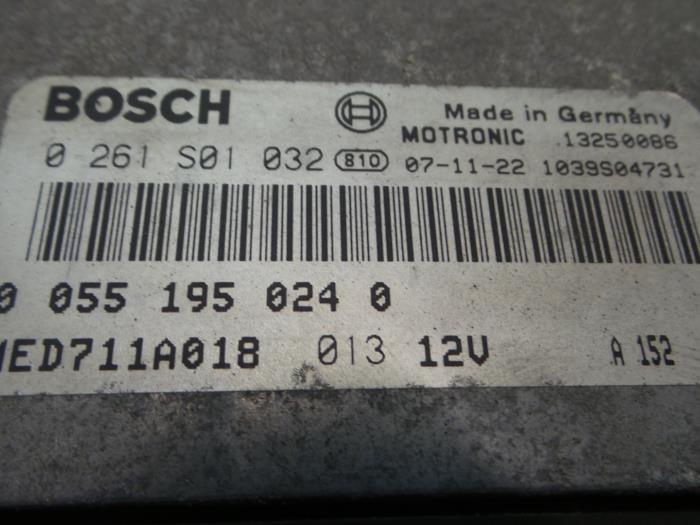 BOSCH Made in Germany
MOTRONIC 13250086
0 261 S01 032 810 07-11-22 1039S04731
0 055 195 024 0
MED711A018 013 12V A 152